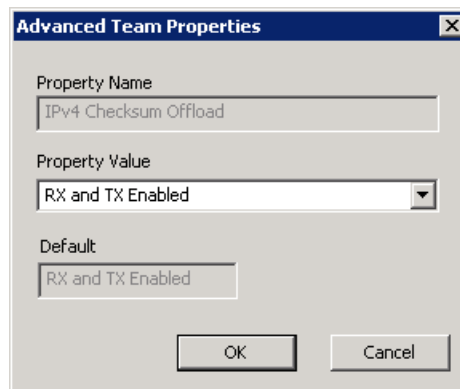 Advanced Team Properties
Property Name
IPv4 Checksum Offload
Property Value
RX and TX Enabled
Default
RX and TX Enabled
OK Cancel